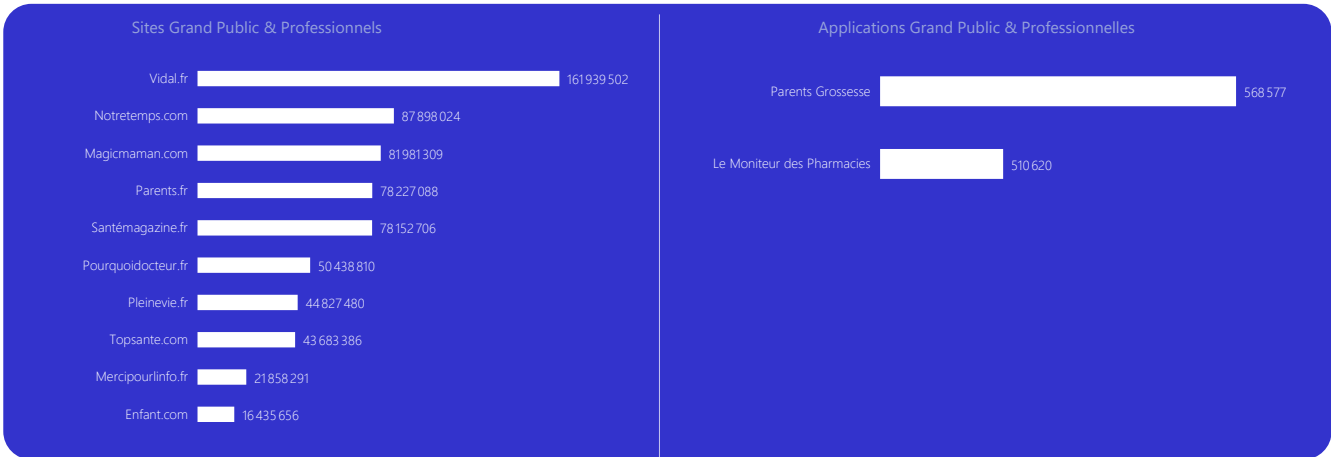 Sites Grand Public & Professionnels
Vidal.fr 161 939 502
Notretemps.com 87 898 024
Magicmaman.com 81 981 309
Parents.fr 78 227 088
Santémagazine.fr 78 152 706
Pourquoidocteur.fr 50 438 810
Pleinevie.fr 44 827 480
Topsante.com 43 683 386
Mercipourlinfo.fr 21 858 291
Enfant.com 16 435 656
Applications Grand Public & Professionnelles
Parents Grossesse 568 577
Le Moniteur des Pharmacies 510 620